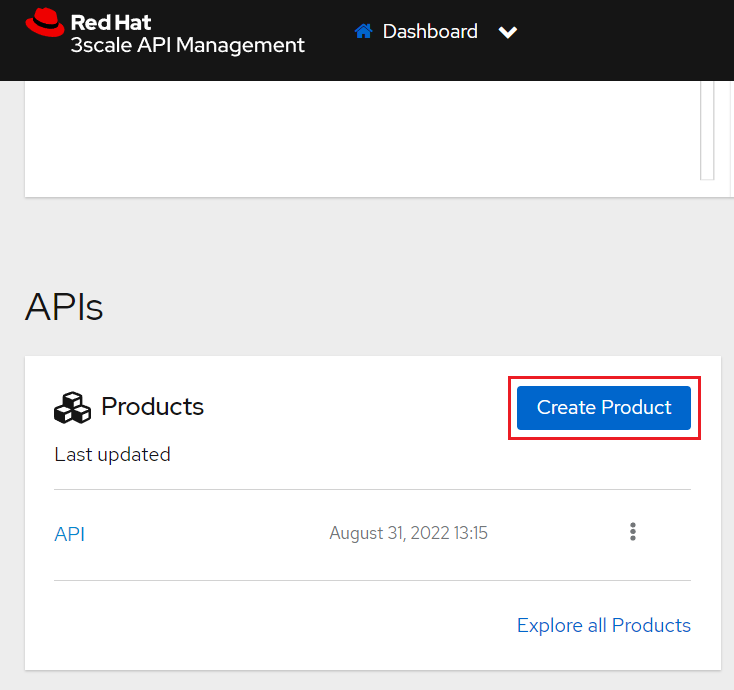 Red Hat
3scale API Management
Dashboard
APIs
Products
Create Product
Last updated
API August 31, 2022 13:15
Explore all Products